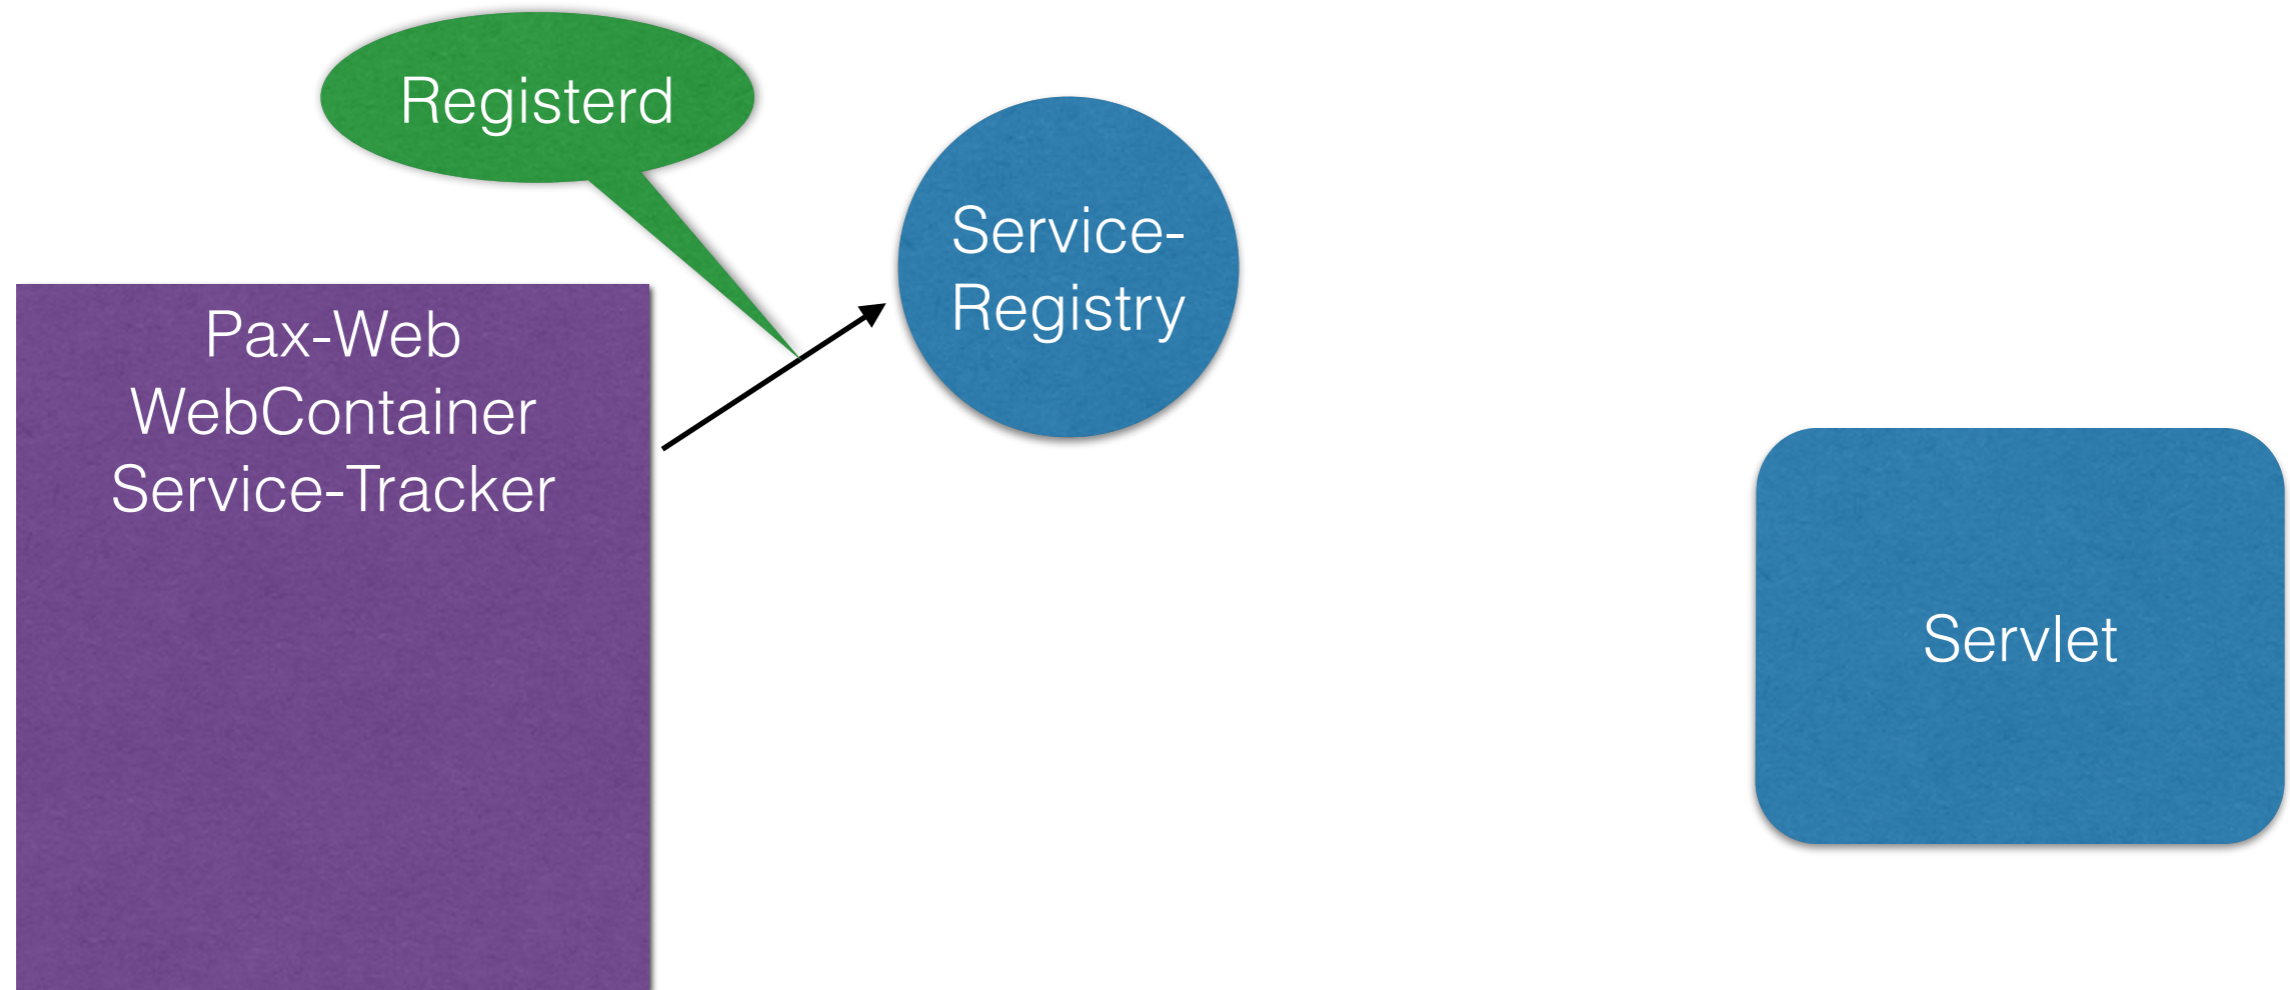 Registerd
Service-
Registry
Pax-Web
WebContainer
Service-Tracker
Servlet